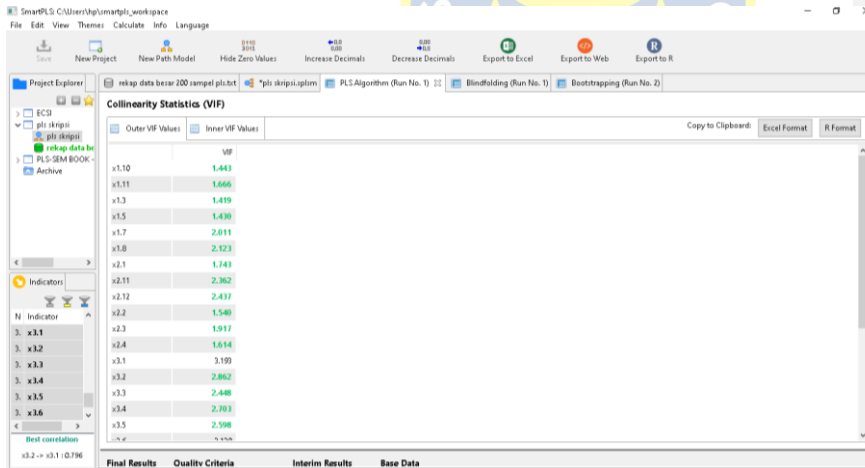 SmartPLS: C:\Users\hp\smartpls_workspace
File Edit View Themes Calculate Info Language
Save New Project New Path Model Hide Zero Values Increase Decimals Decrease Decimals Export to Excel Export to Web Export to R
Project Explorer
rekap data besar 200 sampel pls.txt *pls skripsi.splsm PLS Algorithm (Run No. 1) Blindfolding (Run No. 1) Bootstrapping (Run No. 2)
ECSI
pls skripsi
pls skripsi
rekap data be
PLS-SEM BOOK -
Archive
Collinearity Statistics (VIF)
Outer VIF Values Inner VIF Values Copy to Clipboard: Excel Format R Format
VIF
x1.10 1.443
x1.11 1.666
x1.3 1.419
x1.5 1.430
x1.7 2.011
x1.8 2.123
x2.1 1.743
x2.11 2.362
x2.12 2.437
x2.2 1.540
x2.3 1.917
x2.4 1.614
x3.1 3.193
x3.2 2.862
x3.3 2.448
x3.4 2.703
x3.5 2.598
Indicators
N Indicator
3. x3.1
3. x3.2
3. x3.3
3. x3.4
3. x3.5
3. x3.6
Best correlation
x3.2 -> x3.1 : 0.796
Final Results Quality Criteria Interim Results Base Data